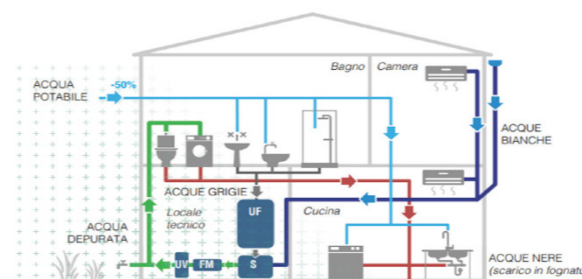 Bagno
Camera
ACQUA
POTABILE
-50%
ACQUE
BIANCHE
ACQUE GRIGIE
Locale
tecnico
UF
Cucina
ACQUA
DEPURATA
UV
FM
S
ACQUE NERE
(scarico in fognat